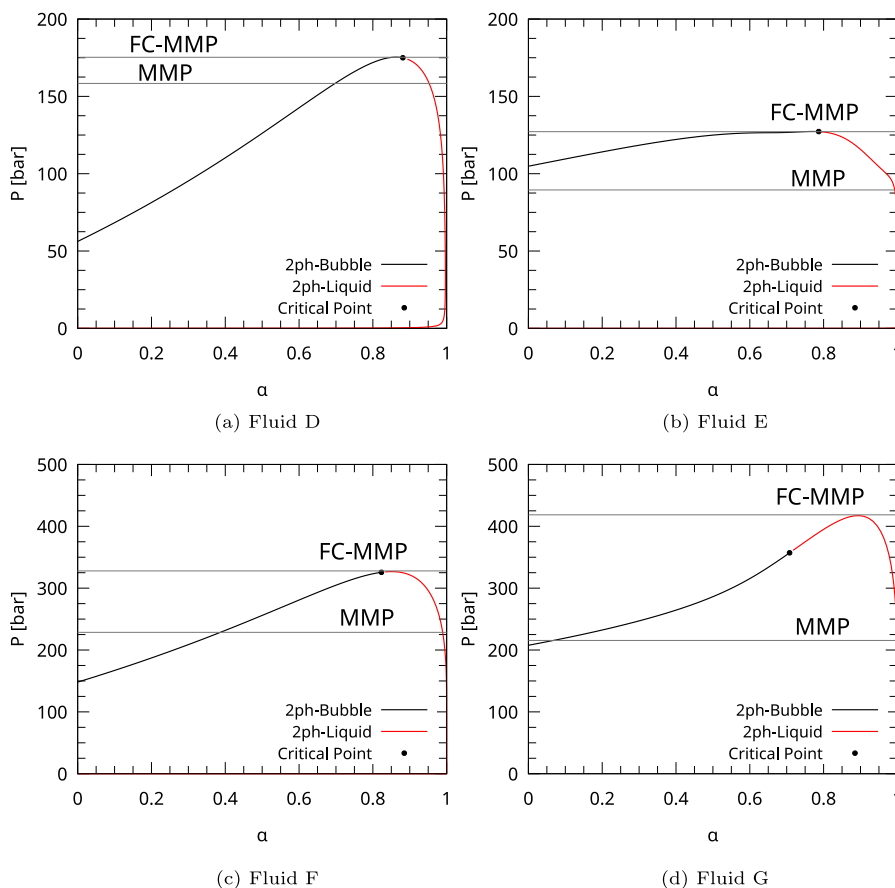 200
150
100
50
0
P [bar]
FC-MMP
MMP
2ph-Bubble
2ph-Liquid
Critical Point
0 0.2 0.4 0.6 0.8 1
α
(a) Fluid D
200
150
100
50
0
P [bar]
FC-MMP
MMP
2ph-Bubble
2ph-Liquid
Critical Point
0 0.2 0.4 0.6 0.8
α
(b) Fluid E
500
400
300
200
100
0
P [bar]
FC-MMP
MMP
2ph-Bubble
2ph-Liquid
Critical Point
0 0.2 0.4 0.6 0.8 1
α
(c) Fluid F
500
400
300
200
100
0
P [bar]
FC-MMP
MMP
2ph-Bubble
2ph-Liquid
Critical Point
0 0.2 0.4 0.6 0.8
α
(d) Fluid G